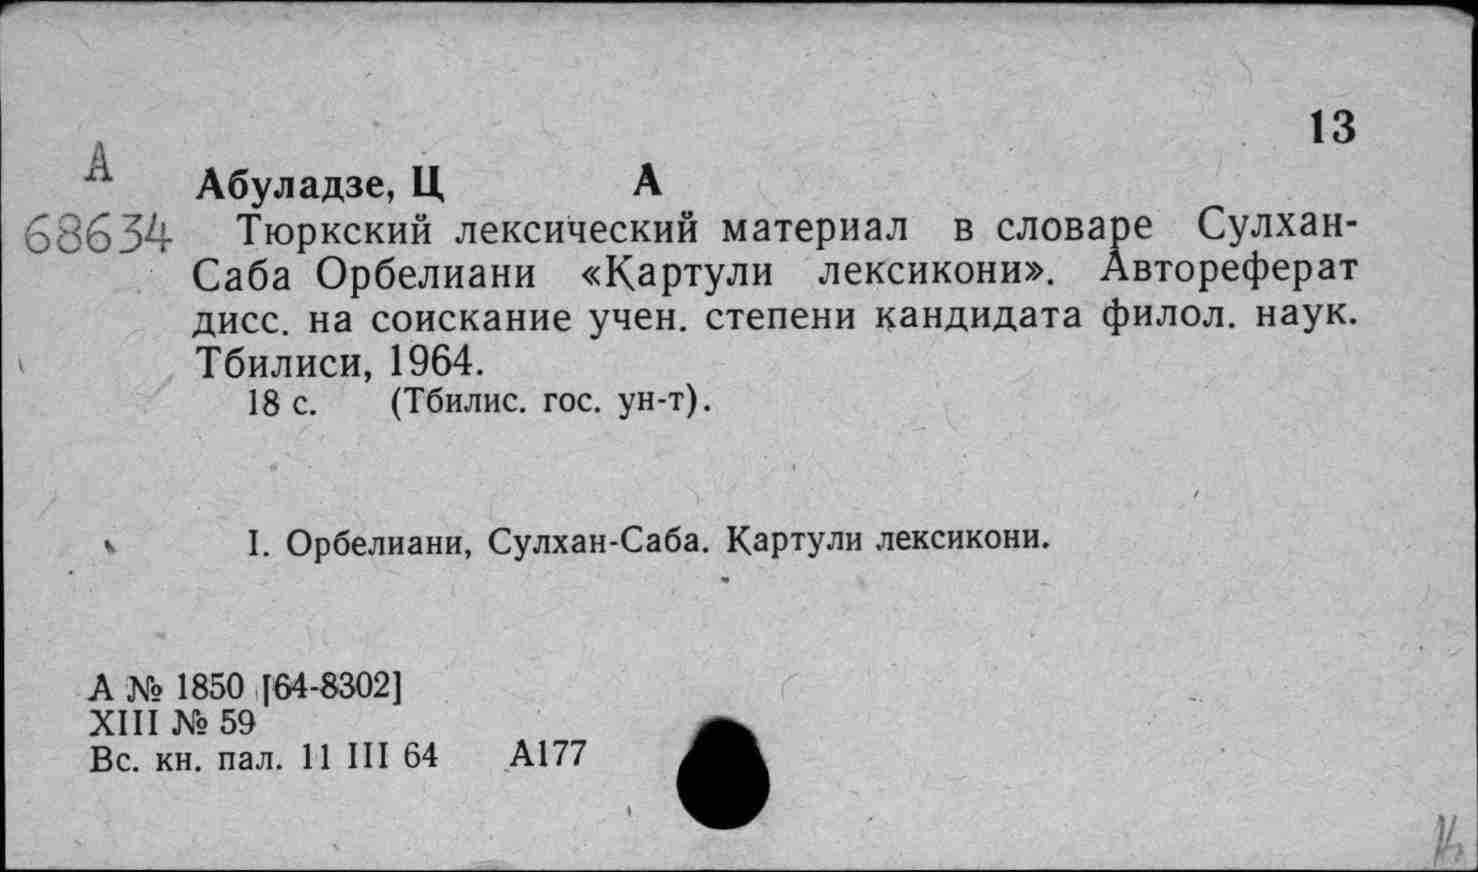 13
А
Абуладзе, Ц А
68634
Тюркский лексический материал в словаре Сулхан-
Саба Орбелиани «Картули лексикони». Автореферат
дисс. на соискание учен. степени кандидата филол. наук.
Тбилиси, 1964.
18 с. (Тбилис. гос. ун-т).
I. Орбелиани, Сулхан-Саба. Картули лексикони.
А № 1850 [64-8302]
XIII № 59
Вс. кн. пал. 11 III 64 А177